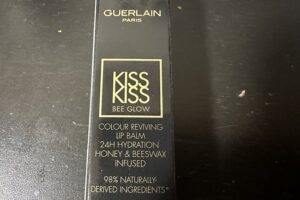 GUERLAIN
PARIS
KISS
KISS
BEE GLOW
COLOUR REVIVING
LIP BALM
24H HYDRATION
HONEY & BEESWAX
INFUSED
98% NATURALLY-
DERIVED INGREDIENTS*